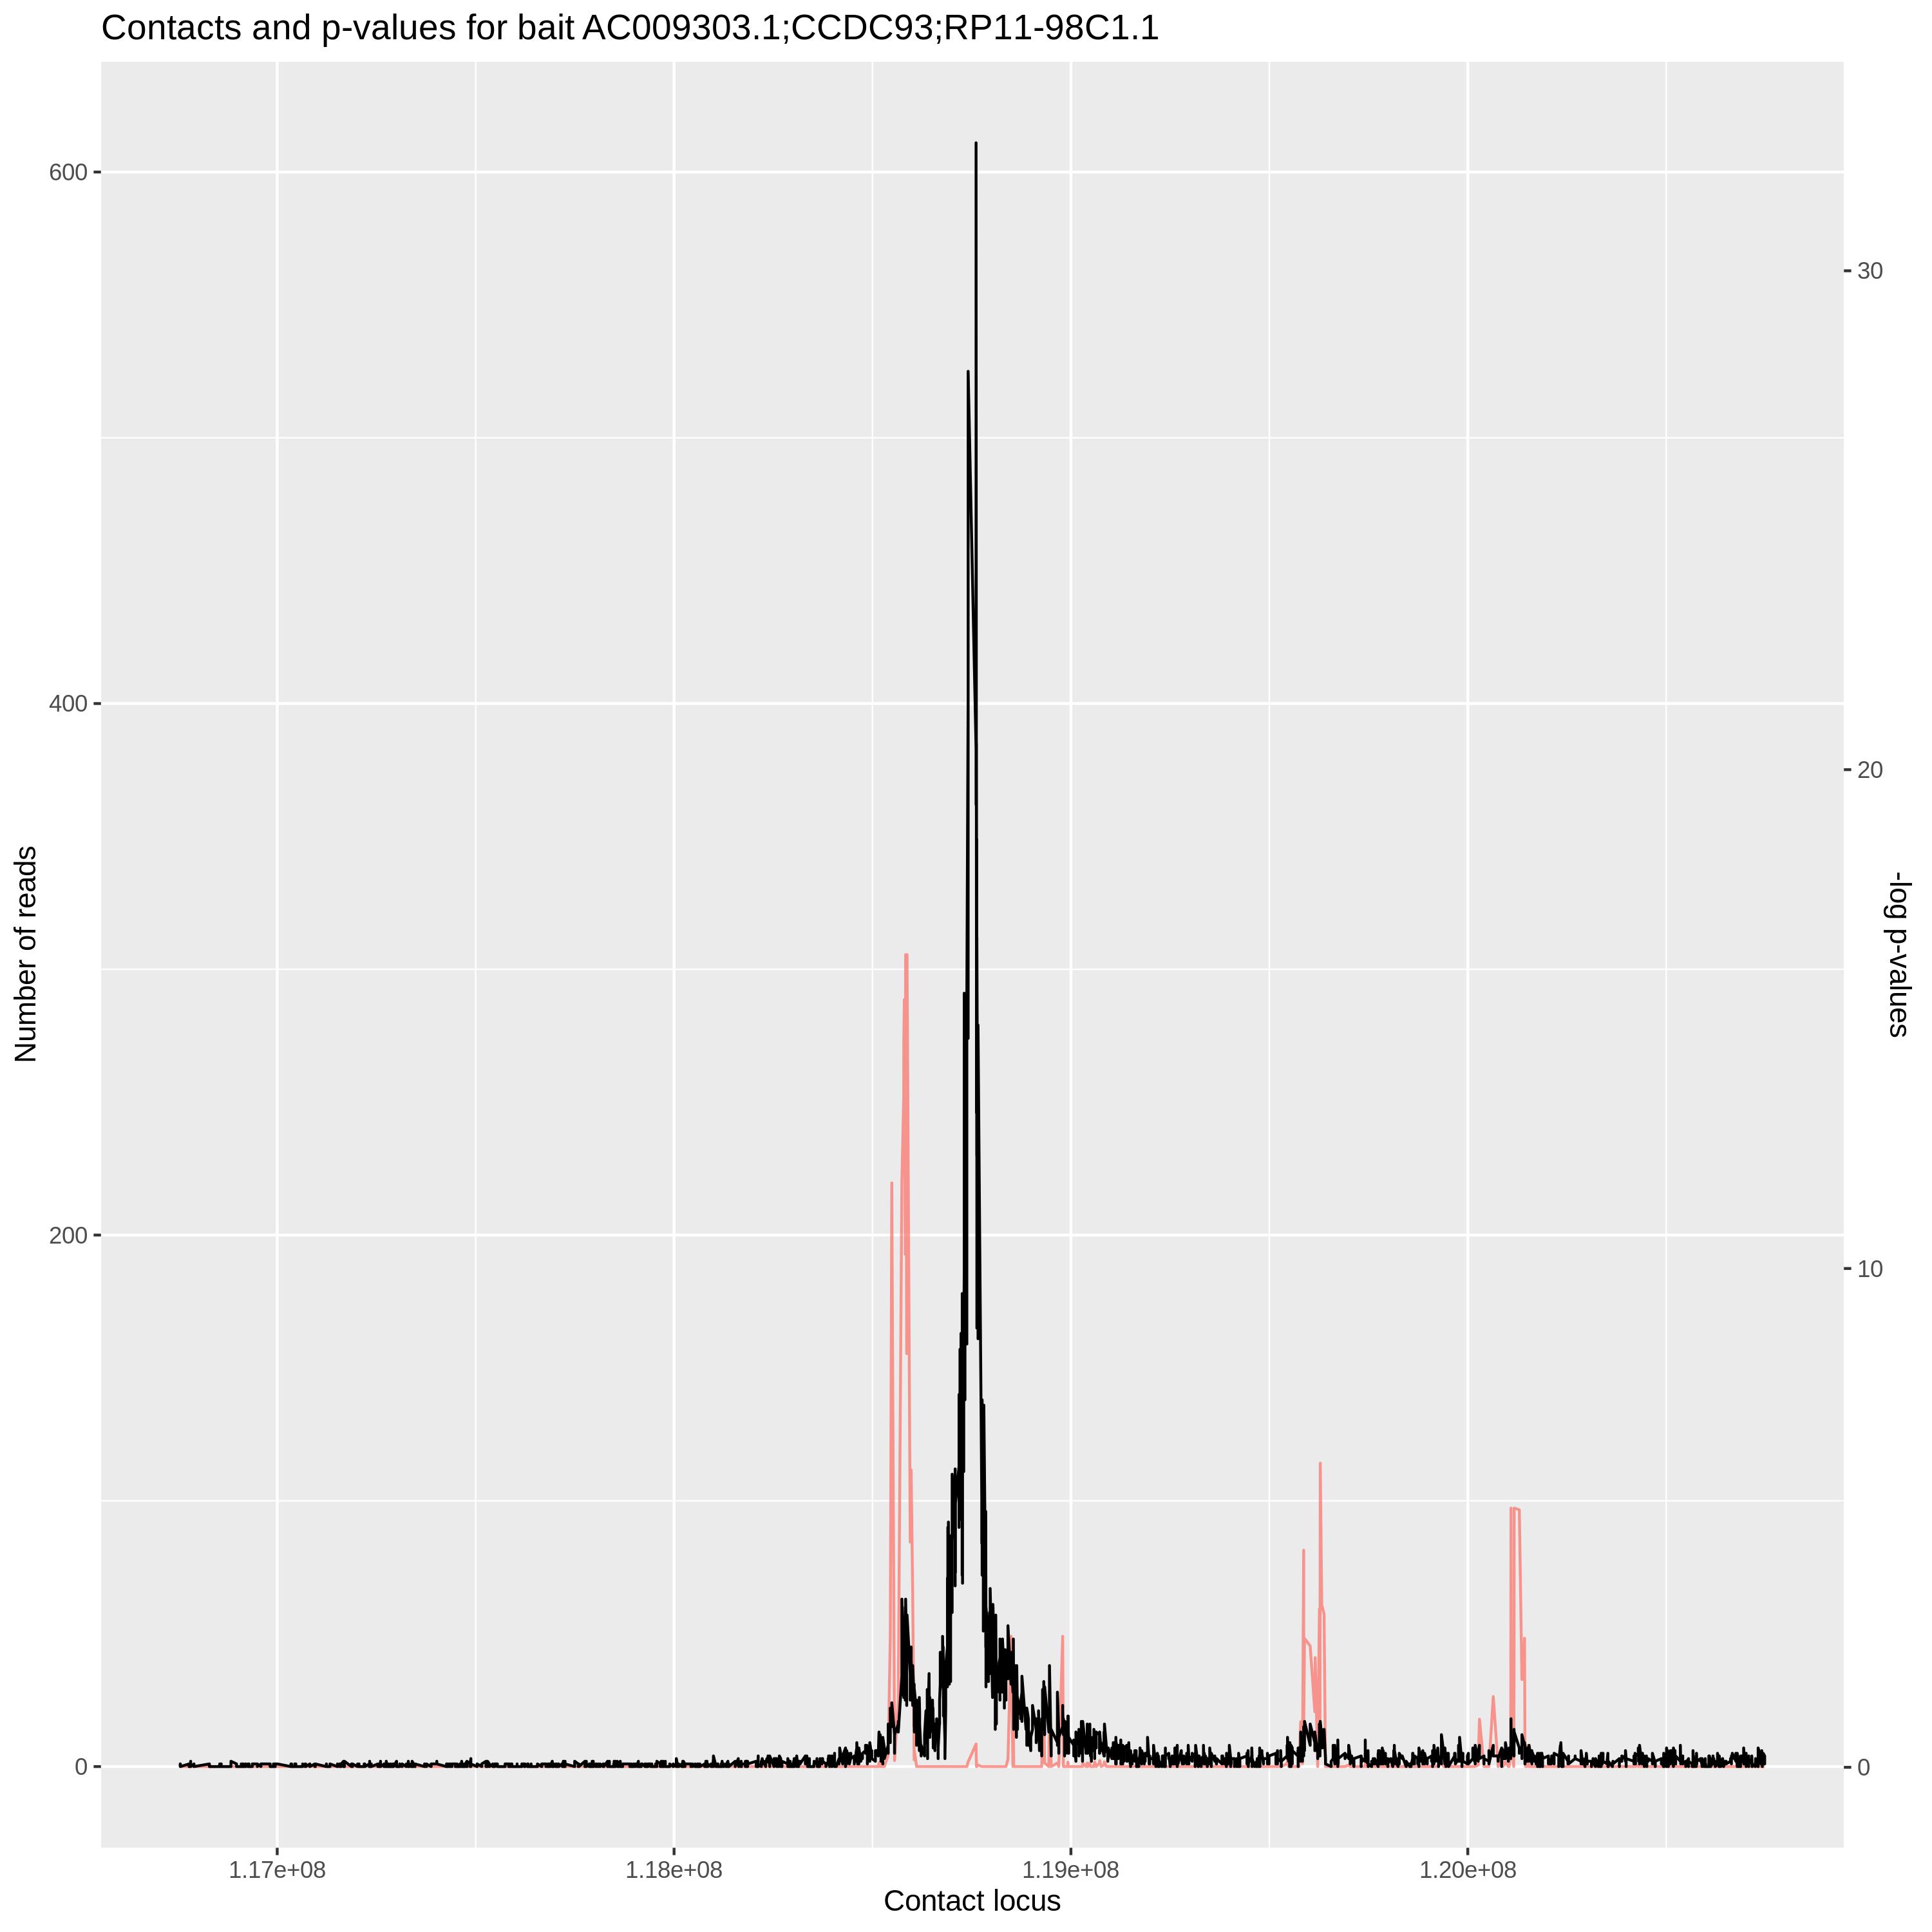 Contacts and p-values for bait AC009303.1;CCDC93;RP11-98C1.1
600
400
200
0
Number of reads
30
20
10
0
-log p-values
1.17e+08
1.18e+08
1.19e+08
1.20e+08
Contact locus